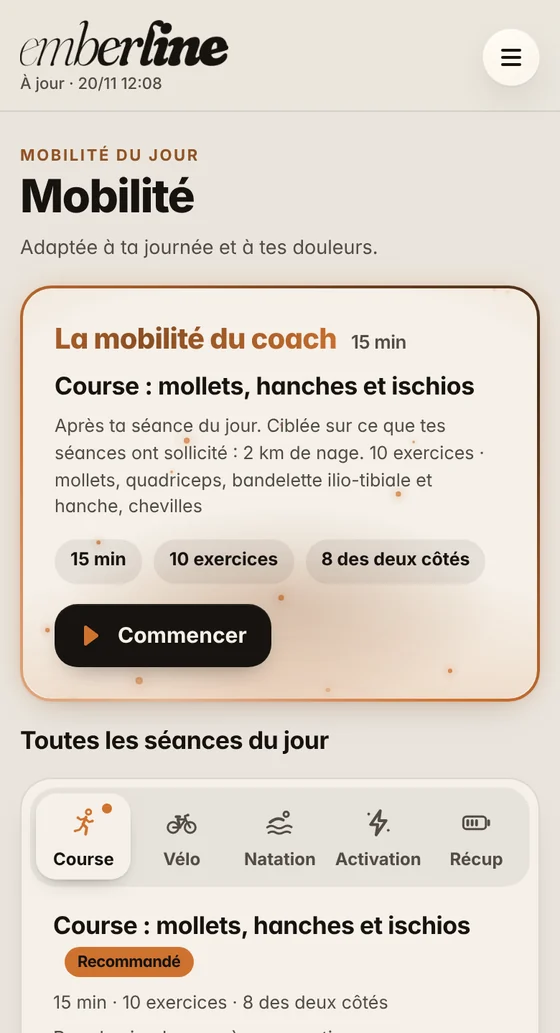 emberline
À jour · 20/11 12:08
MOBILITÉ DU JOUR
Mobilité
Adaptée à ta journée et à tes douleurs.
La mobilité du coach 15 min
Course : mollets, hanches et ischios
Après ta séance du jour. Ciblée sur ce que tes
séances ont sollicité : 2 km de nage. 10 exercices ·
mollets, quadriceps, bandelette ilio-tibiale et
hanche, chevilles
15 min 10 exercices 8 des deux côtés
Commencer
Toutes les séances du jour
Course Vélo Natation Activation Récup
Course : mollets, hanches et ischios
Recommandé
15 min · 10 exercices · 8 des deux côtés